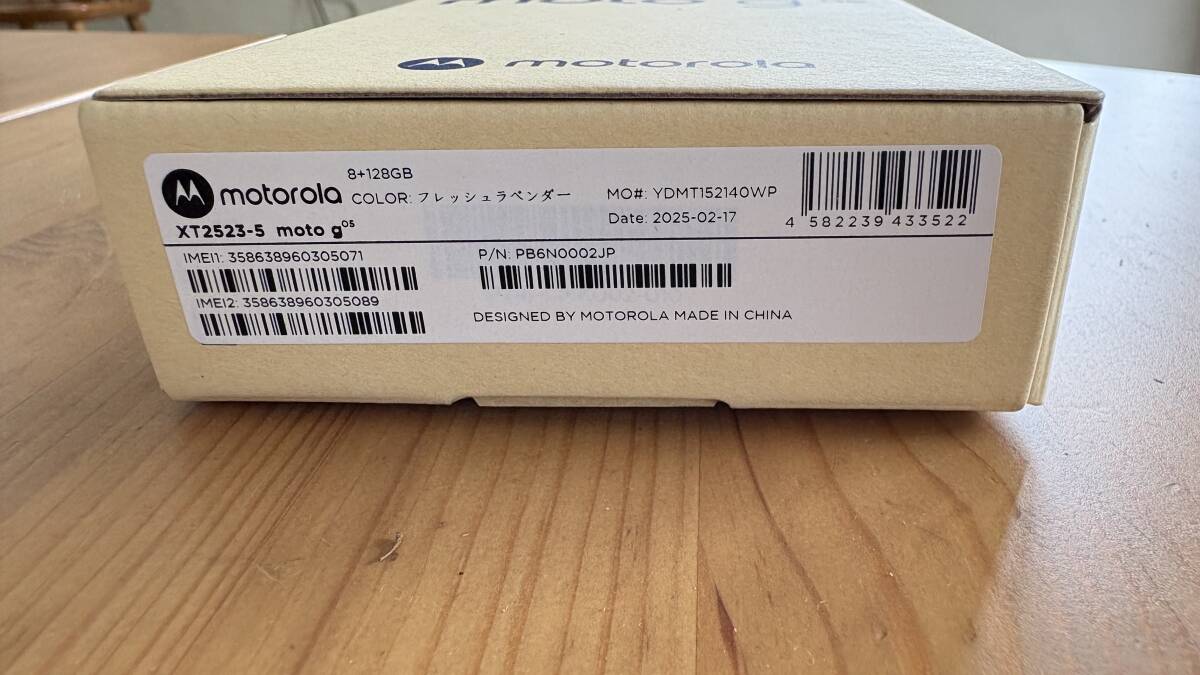 moto g05
motorola
motorola
8+128GB
COLOR: フレッシュラベンダー
XT2523-5 moto g05
MO#: YDMT152140WP
Date: 2025-02-17
4 582239 433522
IMEI1: 358638960305071
P/N: PB6N0002JP
IMEI2: 358638960305089
DESIGNED BY MOTOROLA MADE IN CHINA